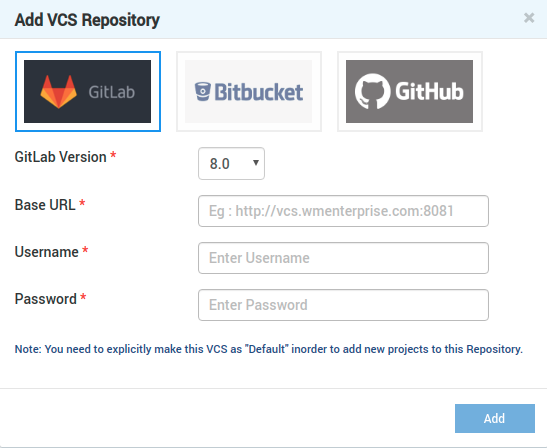 Add VCS Repository ×
GitLab Bitbucket GitHub
GitLab Version * 8.0
Base URL * Eg : http://vcs.wmenterprise.com:8081
Username * Enter Username
Password * Enter Password
Note: You need to explicitly make this VCS as "Default" inorder to add new projects to this Repository.
Add